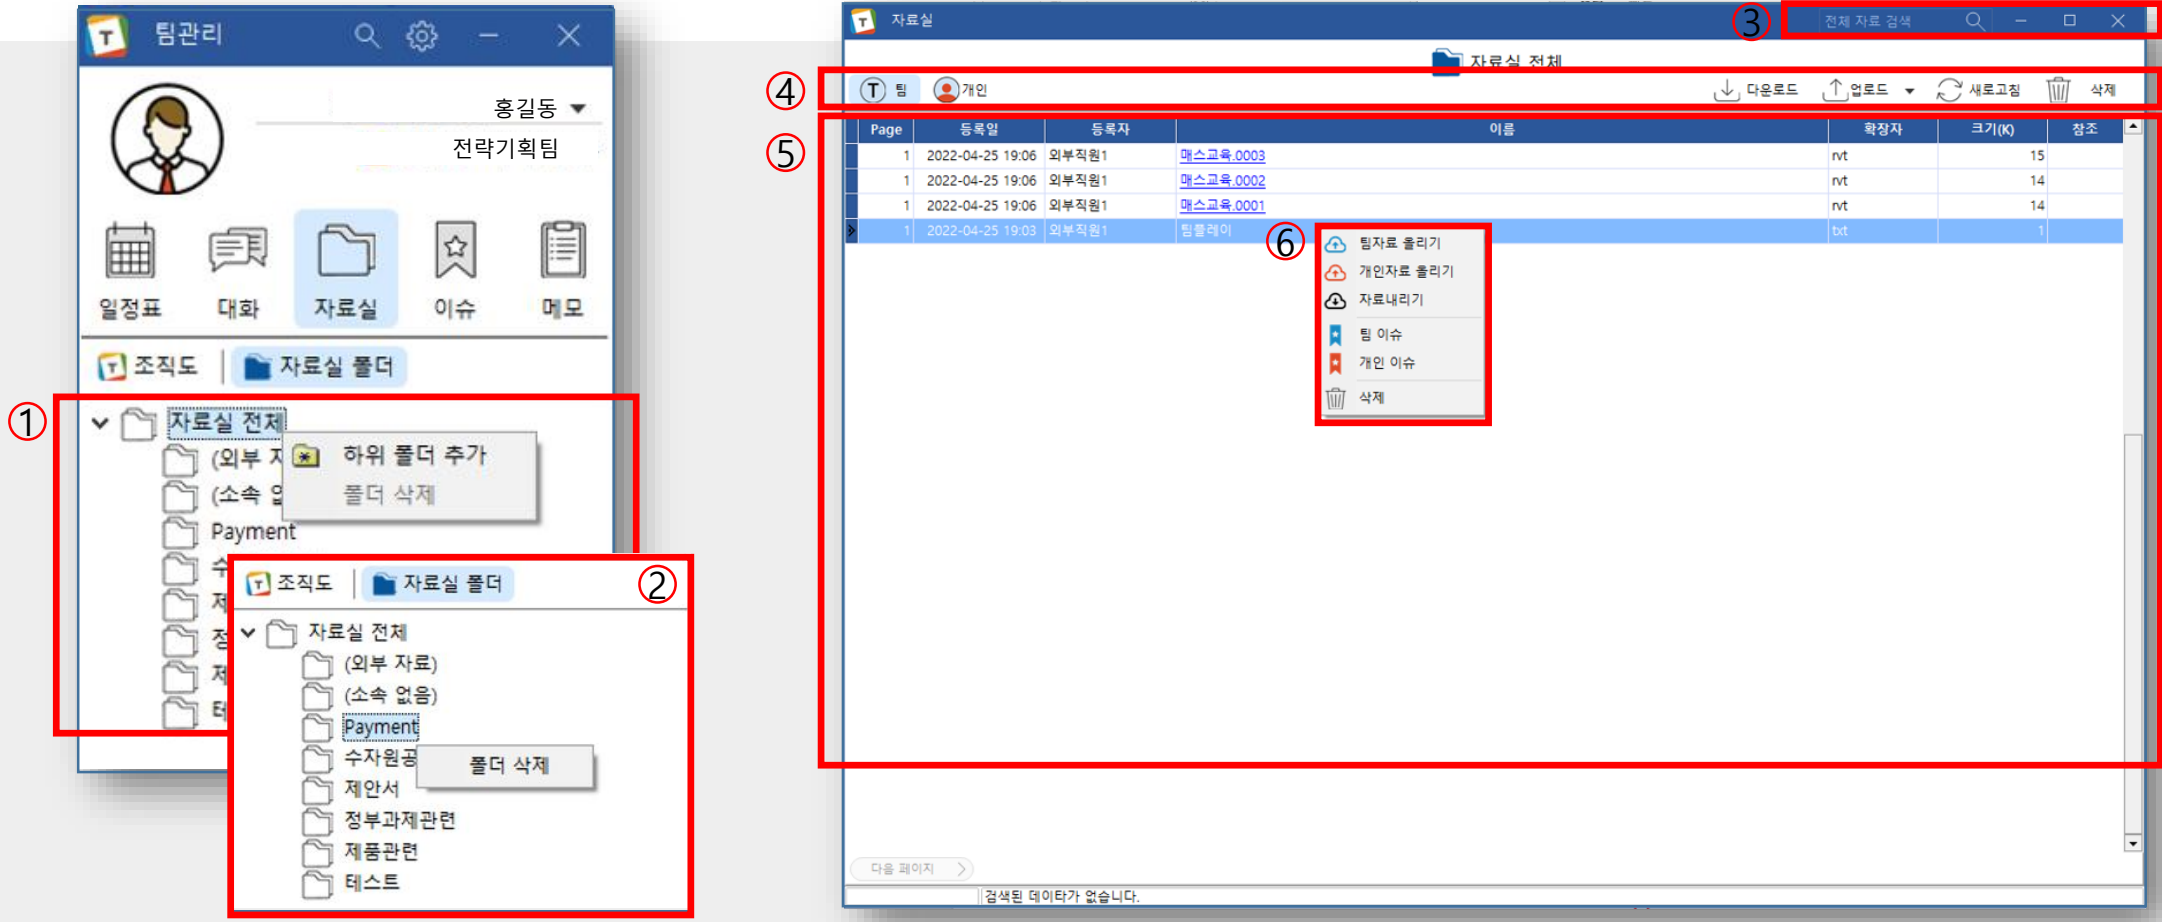 팀관리
홍길동
전략기획팀
일정표 대화 자료실 이슈 메모
조직도 자료실 폴더
①
자료실 전체
하위 폴더 추가
폴더 삭제
(외부
(소속
Payment
②
조직도 자료실 폴더
자료실 전체
(외부 자료)
(소속 없음)
Payment
수자원공
폴더 삭제
제안서
정부과제관련
제품관련
테스트
자료실
③
전체 자료 검색
자료실 전체
④
T 팀 개인 다운로드 업로드 새로고침 삭제
⑤
Page 등록일 등록자 이름 확장자 크기(K) 참조
1 2022-04-25 19:06 외부직원1 매스교육.0003 rvt 15
1 2022-04-25 19:06 외부직원1 매스교육.0002 rvt 14
1 2022-04-25 19:06 외부직원1 매스교육.0001 rvt 14
1 2022-04-25 19:03 외부직원1 팀플레이 txt 1
⑥
팀자료 올리기
개인자료 올리기
자료내리기
팀 이슈
개인 이슈
삭제
다음 페이지
검색된 데이타가 없습니다.